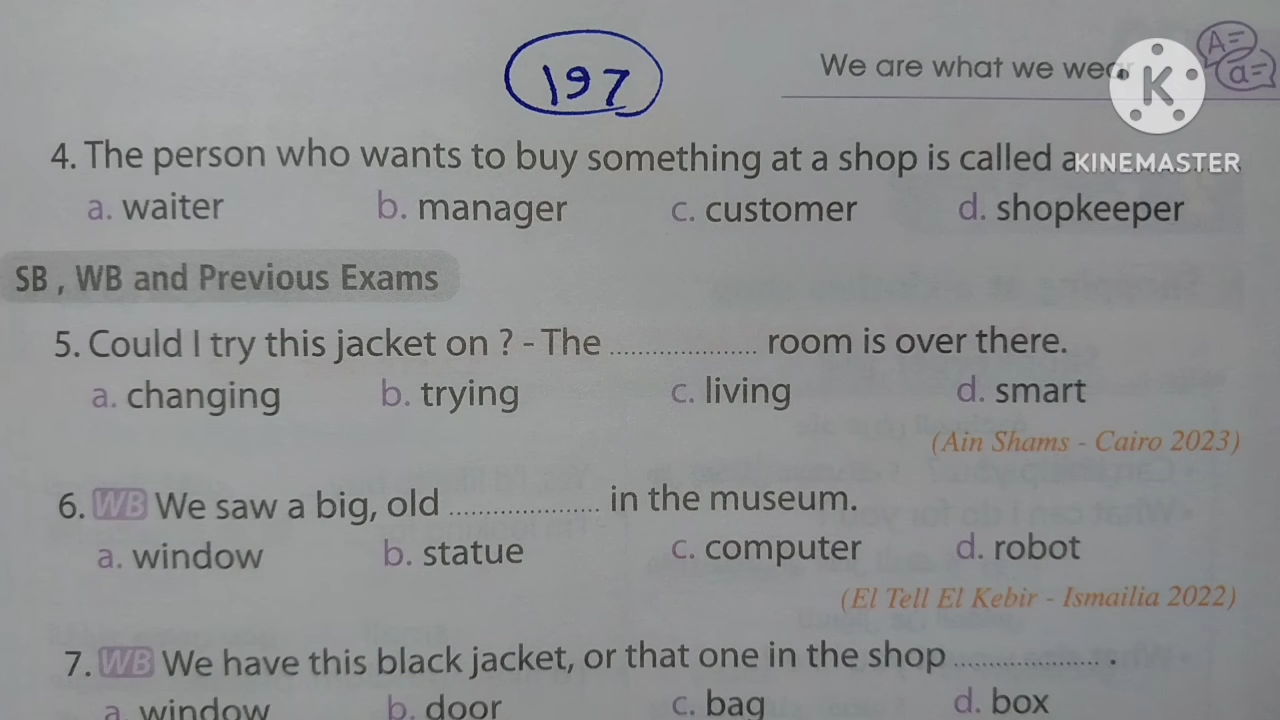 197
We are what we wear
A=
a=
K
KINEMASTER
4. The person who wants to buy something at a shop is called a
a. waiter b. manager c. customer d. shopkeeper
SB , WB and Previous Exams
5. Could I try this jacket on ? - The .................... room is over there.
a. changing b. trying c. living d. smart
(Ain Shams - Cairo 2023)
6. WB We saw a big, old .................... in the museum.
a. window b. statue c. computer d. robot
(El Tell El Kebir - Ismailia 2022)
7. WB We have this black jacket, or that one in the shop .................... .
a. window b. door c. bag d. box